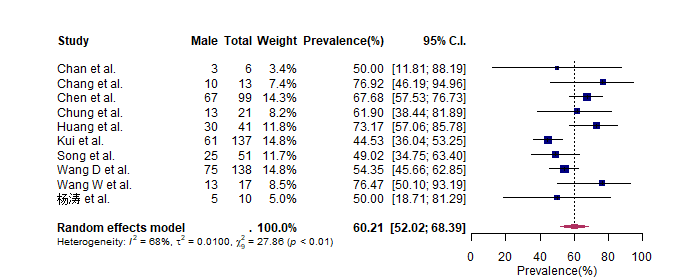 Study Male Total Weight Prevalence(%) 95% C.I.
Chan et al. 3 6 3.4% 50.00 [11.81; 88.19]
Chang et al. 10 13 7.4% 76.92 [46.19; 94.96]
Chen et al. 67 99 14.3% 67.68 [57.53; 76.73]
Chung et al. 13 21 8.2% 61.90 [38.44; 81.89]
Huang et al. 30 41 11.8% 73.17 [57.06; 85.78]
Kui et al. 61 137 14.8% 44.53 [36.04; 53.25]
Song et al. 25 51 11.7% 49.02 [34.75; 63.40]
Wang D et al. 75 138 14.8% 54.35 [45.66; 62.85]
Wang W et al. 13 17 8.5% 76.47 [50.10; 93.19]
杨涛 et al. 5 10 5.0% 50.00 [18.71; 81.29]
Random effects model . 100.0% 60.21 [52.02; 68.39]
Heterogeneity: I² = 68%, τ² = 0.0100, χ²₉ = 27.86 (p < 0.01)
0 20 40 60 80 100
Prevalence(%)